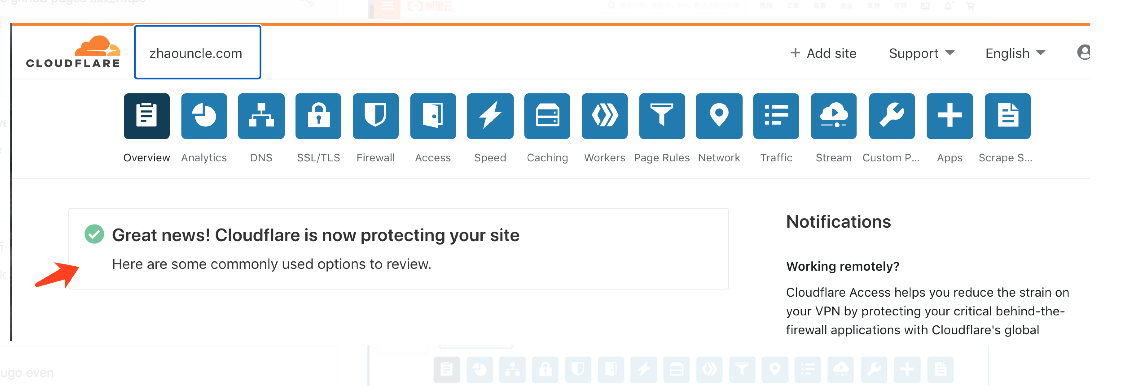 CLOUDFLARE
zhaouncle.com
+ Add site Support English
Overview Analytics DNS SSL/TLS Firewall Access Speed Caching Workers Page Rules Network Traffic Stream Custom P... Apps Scrape S...
Great news! Cloudflare is now protecting your site
Here are some commonly used options to review.
Notifications
Working remotely?
Cloudflare Access helps you reduce the strain on
your VPN by protecting your critical behind-the-
firewall applications with Cloudflare's global
ugo even